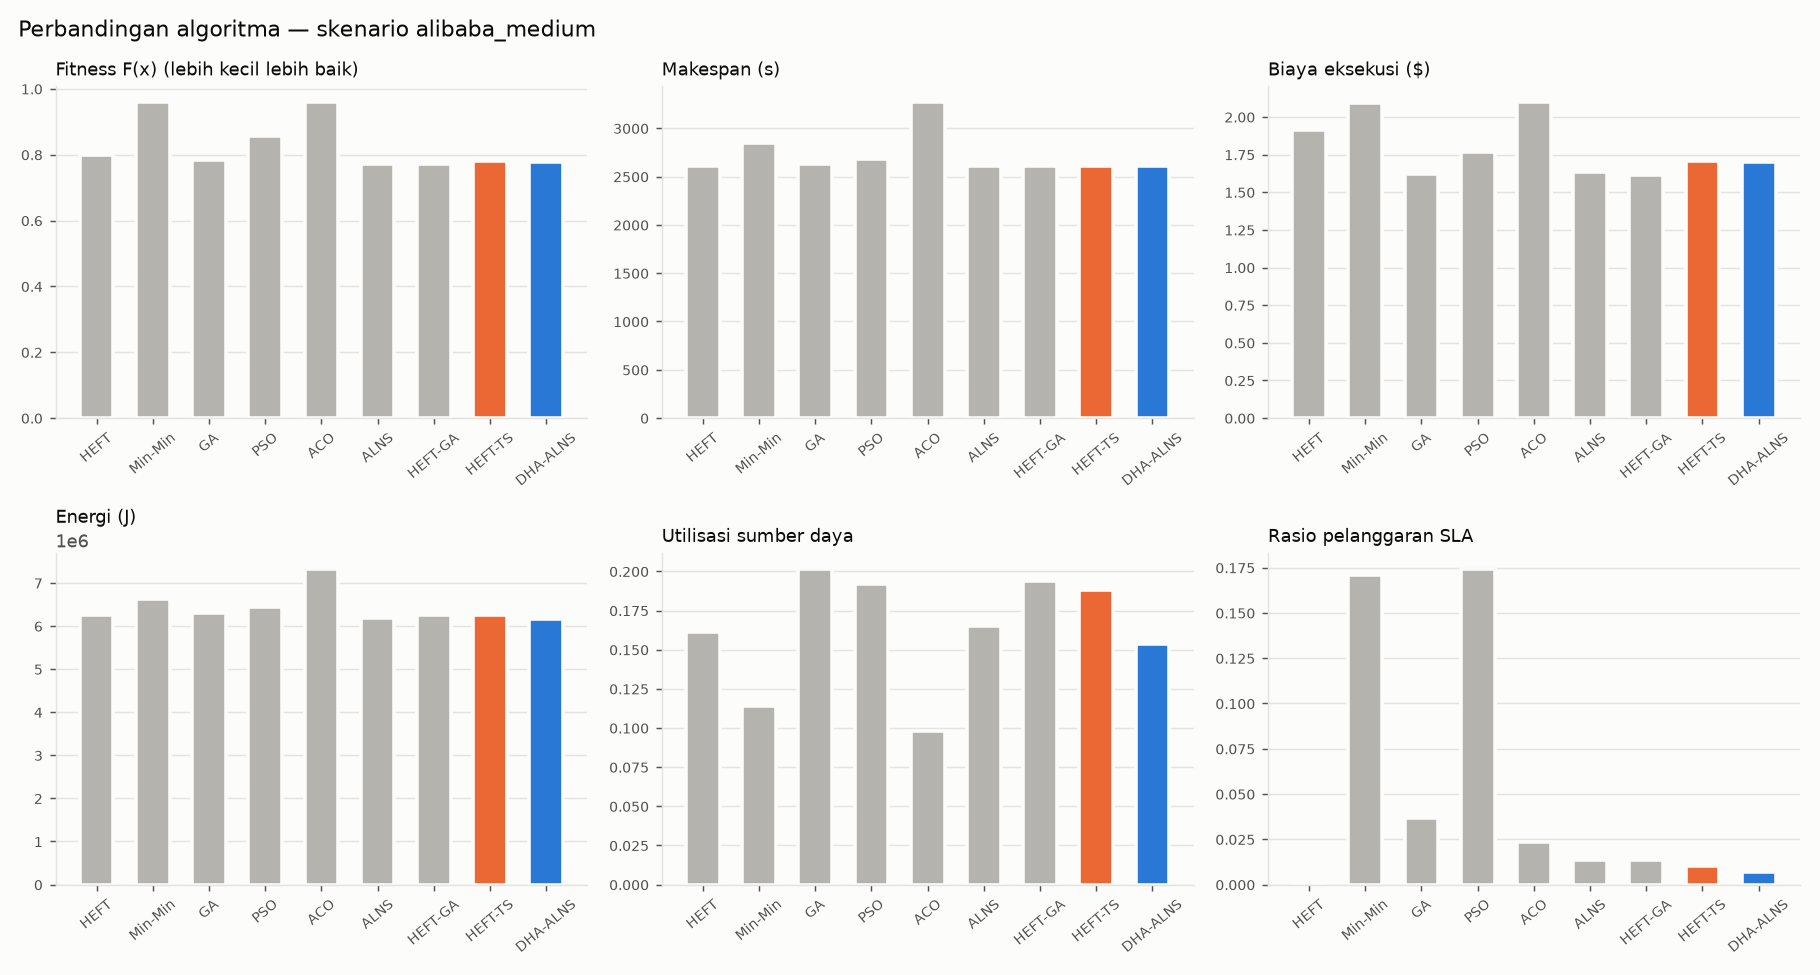 Perbandingan algoritma — skenario alibaba_medium
Fitness F(x) (lebih kecil lebih baik)
1.0
0.8
0.6
0.4
0.2
0.0
HEFT
Min-Min
GA
PSO
ACO
ALNS
HEFT-GA
HEFT-TS
DHA-ALNS
Makespan (s)
3000
2500
2000
1500
1000
500
0
HEFT
Min-Min
GA
PSO
ACO
ALNS
HEFT-GA
HEFT-TS
DHA-ALNS
Biaya eksekusi ($)
2.00
1.75
1.50
1.25
1.00
0.75
0.50
0.25
0.00
HEFT
Min-Min
GA
PSO
ACO
ALNS
HEFT-GA
HEFT-TS
DHA-ALNS
Energi (J)
1e6
7
6
5
4
3
2
1
0
HEFT
Min-Min
GA
PSO
ACO
ALNS
HEFT-GA
HEFT-TS
DHA-ALNS
Utilisasi sumber daya
0.200
0.175
0.150
0.125
0.100
0.075
0.050
0.025
0.000
HEFT
Min-Min
GA
PSO
ACO
ALNS
HEFT-GA
HEFT-TS
DHA-ALNS
Rasio pelanggaran SLA
0.175
0.150
0.125
0.100
0.075
0.050
0.025
0.000
HEFT
Min-Min
GA
PSO
ACO
ALNS
HEFT-GA
HEFT-TS
DHA-ALNS